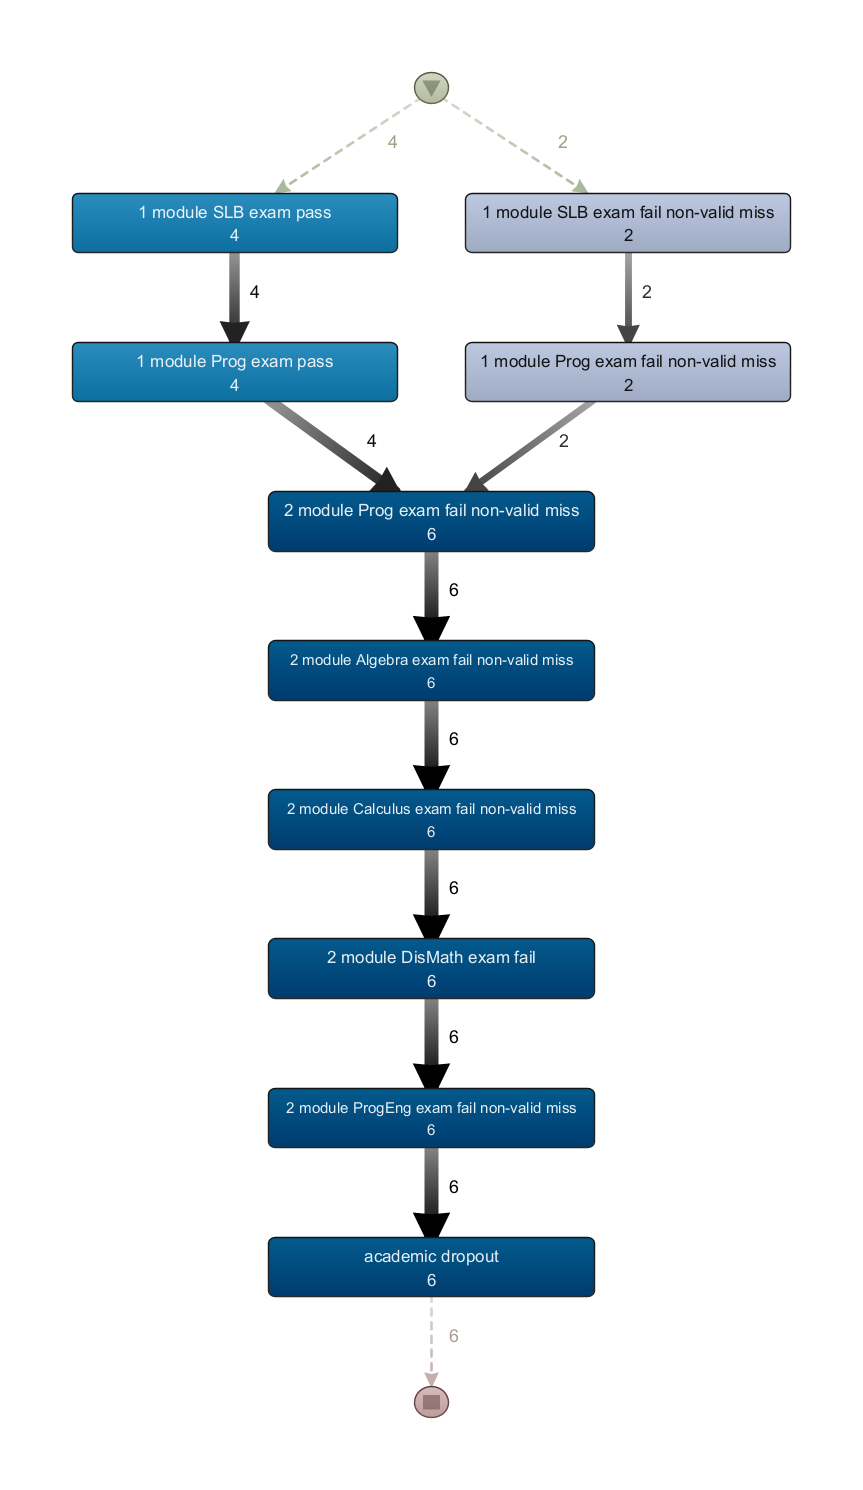 4
2
1 module SLB exam pass
4
1 module SLB exam fail non-valid miss
2
4
2
1 module Prog exam pass
4
1 module Prog exam fail non-valid miss
2
4
2
2 module Prog exam fail non-valid miss
6
6
2 module Algebra exam fail non-valid miss
6
6
2 module Calculus exam fail non-valid miss
6
6
2 module DisMath exam fail
6
6
2 module ProgEng exam fail non-valid miss
6
6
academic dropout
6
6